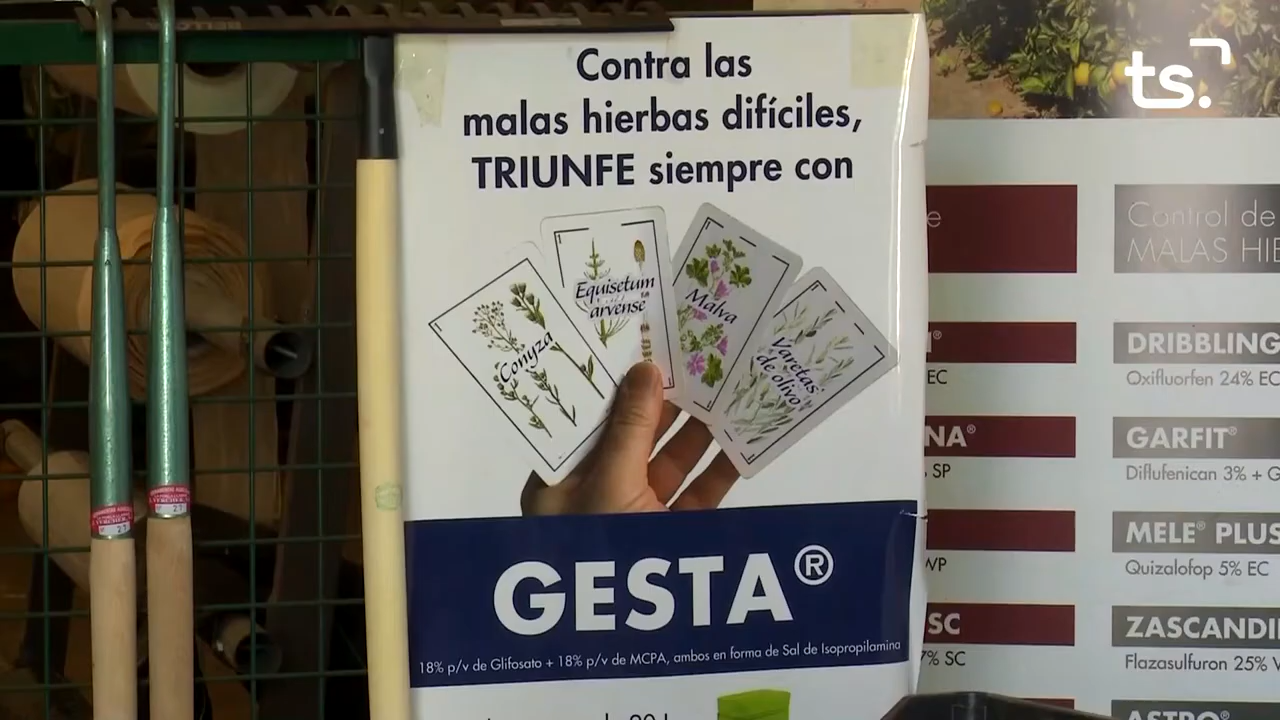 ts.
Contra las
malas hierbas difíciles,
TRIUNFE siempre con
Conyza
Equisetum
arvense
Malva
Varetas
de olivo
GESTA®
18% p/v de Glifosato + 18% p/v de MCPA, ambos en forma de Sal de Isopropilamina
EC
NA®
SP
WP
SC
7% SC
Control de
MALAS HIE
DRIBBLING
Oxifluorfen 24% EC
GARFIT®
Diflufenican 3% + G
MELE® PLUS
Quizalofop 5% EC
ZASCANDI
Flazasulfuron 25% W
ASTRO®